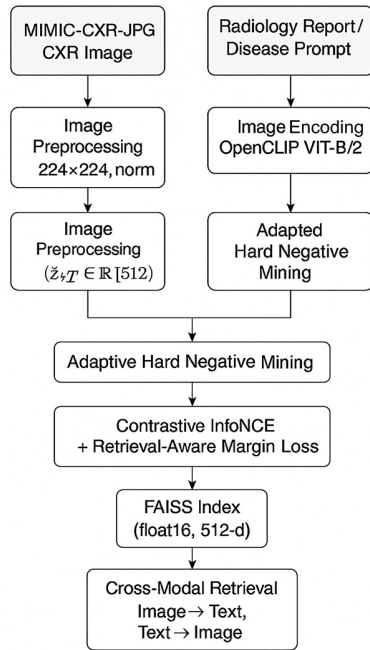 MIMIC-CXR-JPG
CXR Image
Radiology Report/
Disease Prompt
Image
Preprocessing
224×224, norm
Image Encoding
OpenCLIP VIT-B/2
Image
Preprocessing
(ž𝓏T ∈ ℝ [512)
Adapted
Hard Negative
Mining
Adaptive Hard Negative Mining
Contrastive InfoNCE
+ Retrieval-Aware Margin Loss
FAISS Index
(float16, 512-d)
Cross-Modal Retrieval
Image → Text,
Text → Image